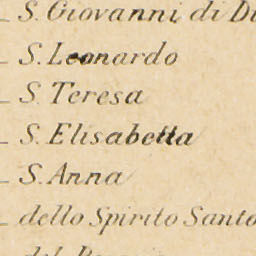 S. Giovanni di
S. Leonardo
S. Teresa
S. Elisabetta
S. Anna
dello Spirito Santo